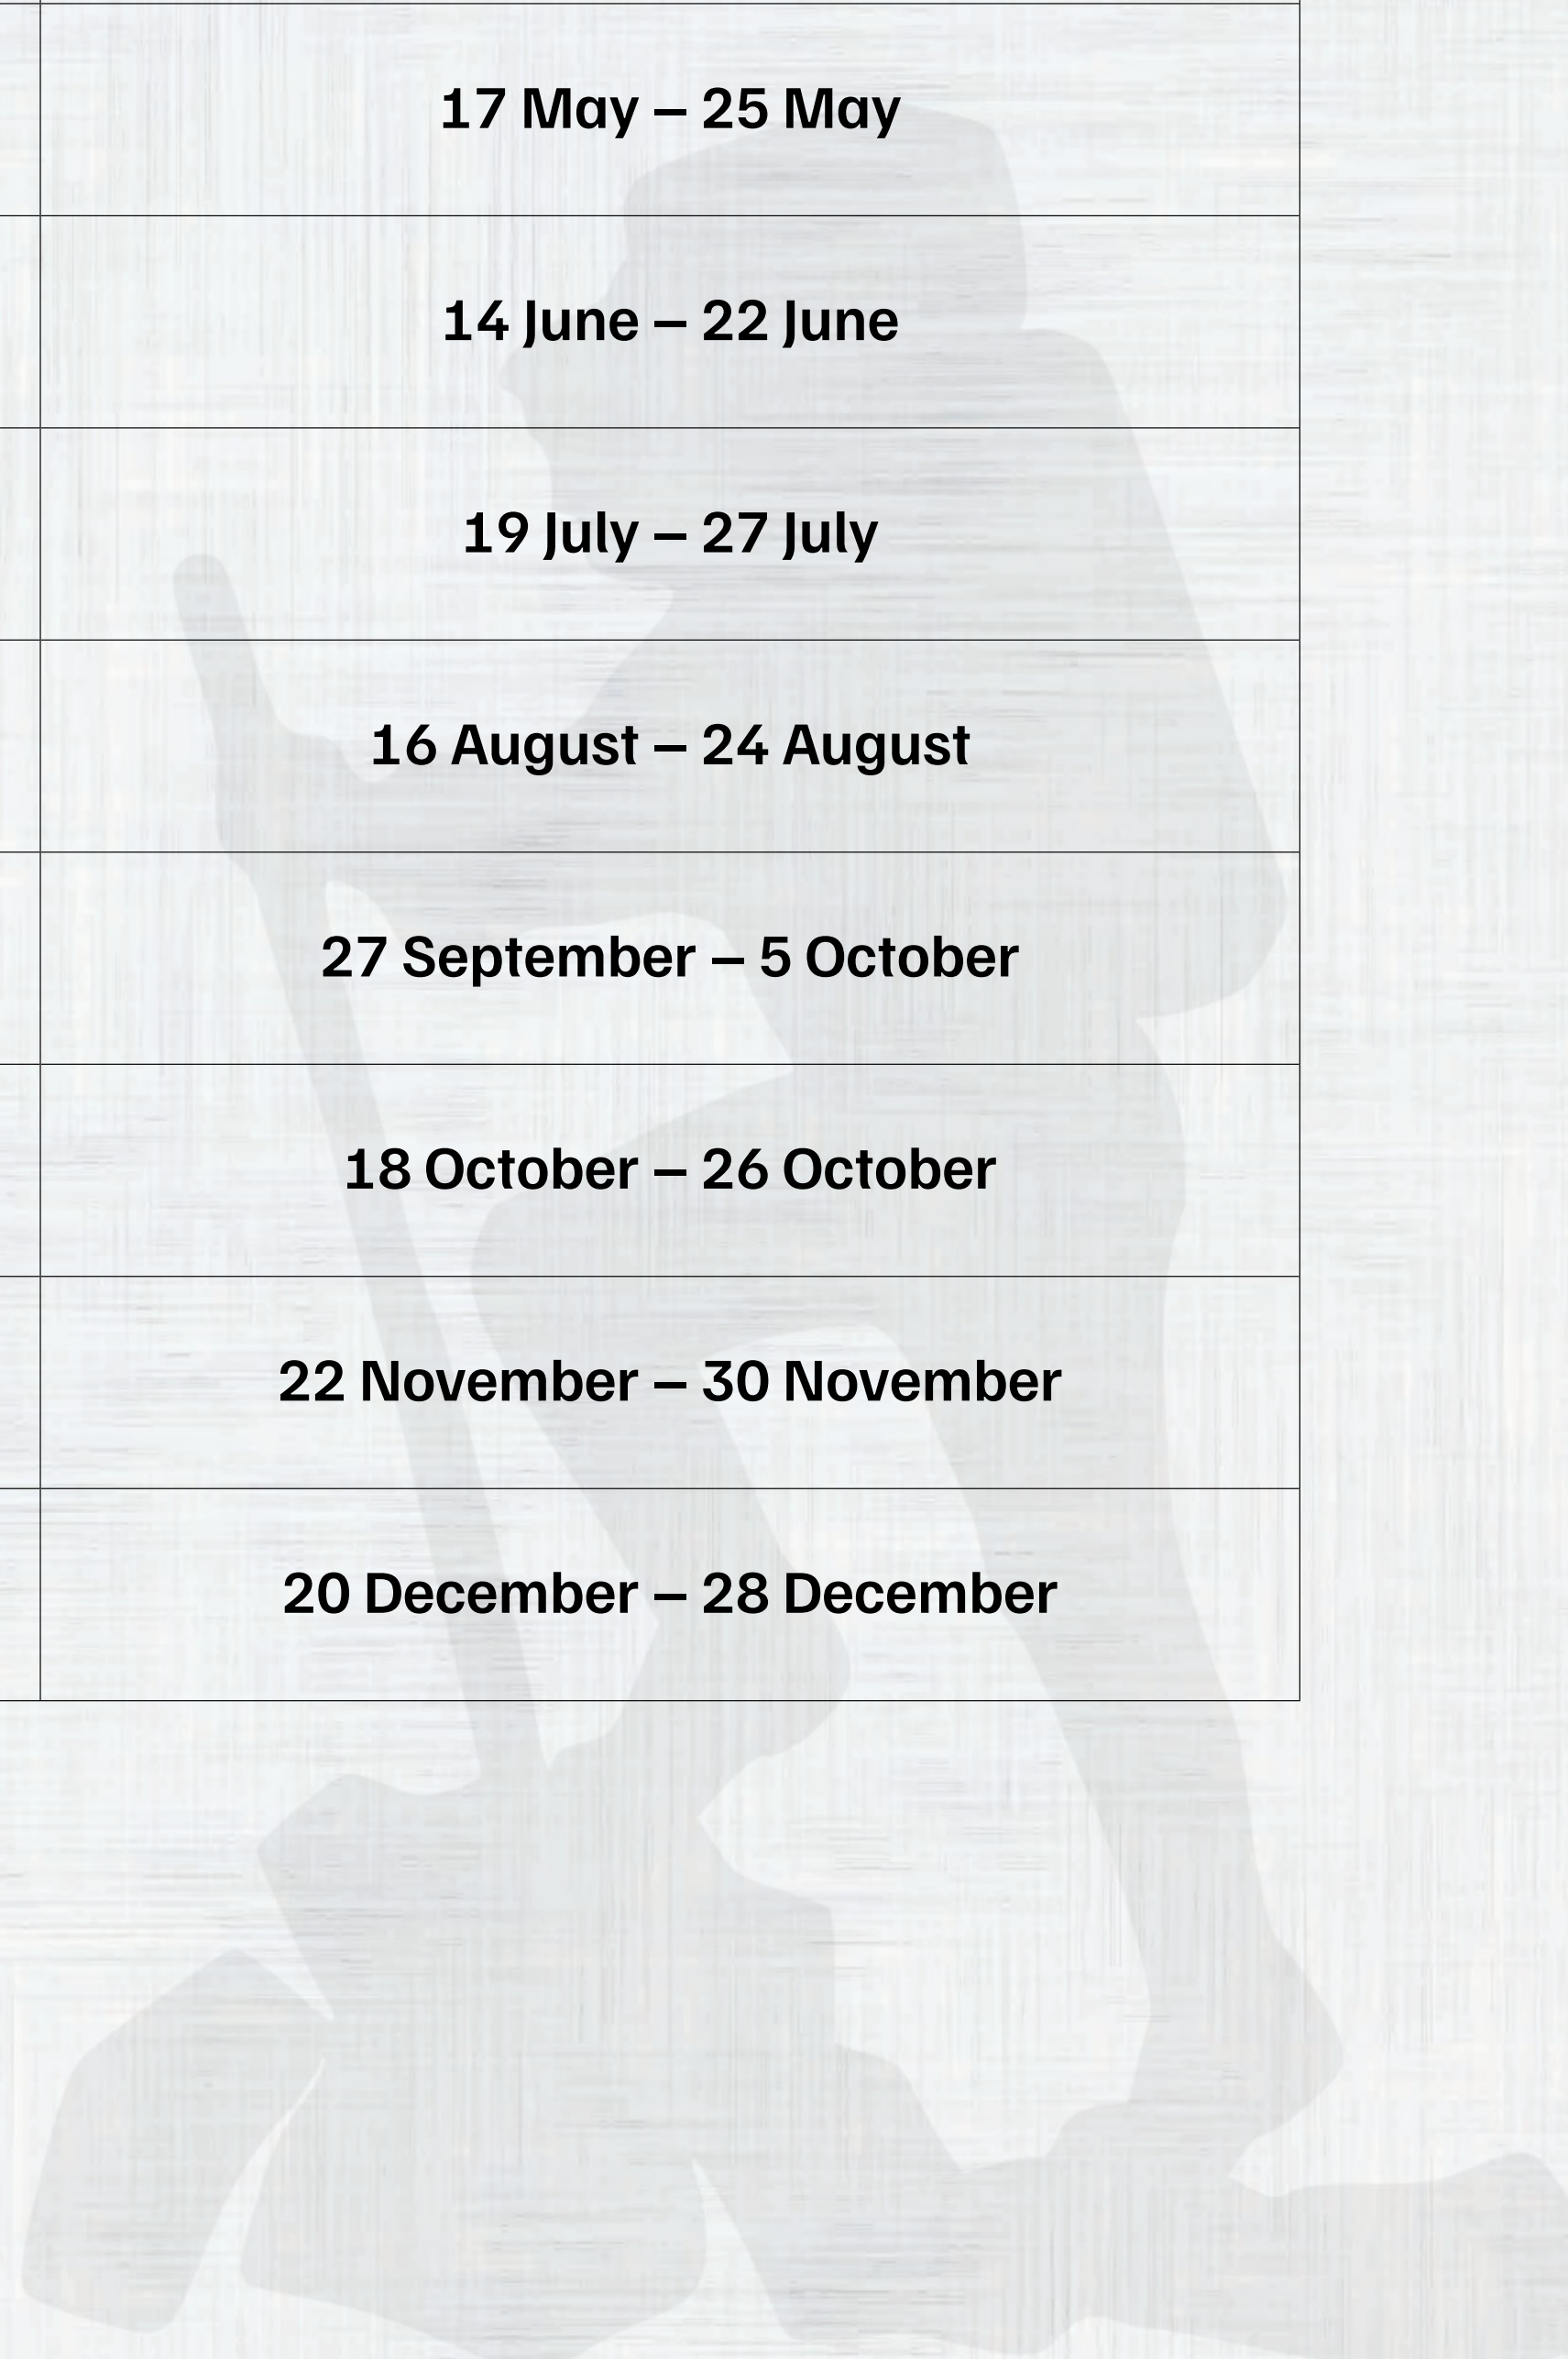 17 May – 25 May
14 June – 22 June
19 July – 27 July
16 August – 24 August
27 September – 5 October
18 October – 26 October
22 November – 30 November
20 December – 28 December